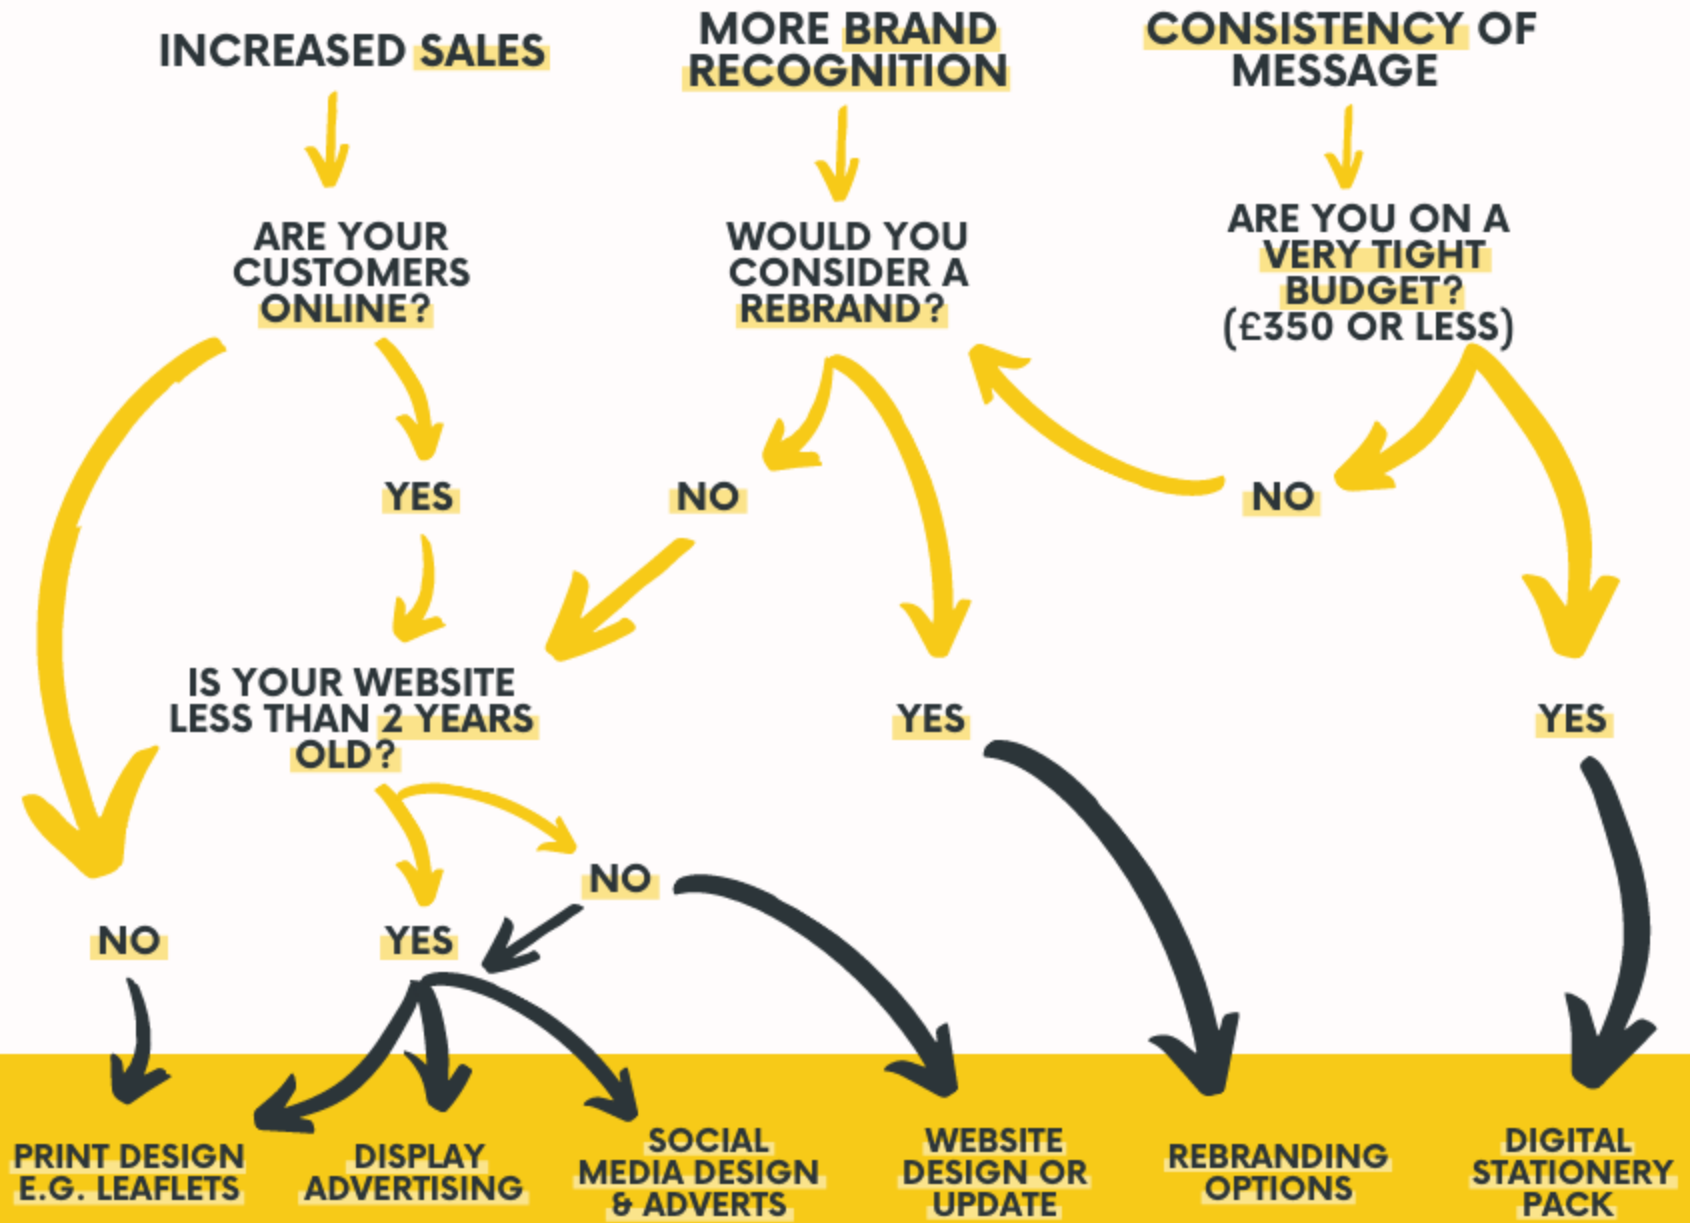 INCREASED SALES
MORE BRAND
RECOGNITION
CONSISTENCY OF
MESSAGE
ARE YOUR
CUSTOMERS
ONLINE?
WOULD YOU
CONSIDER A
REBRAND?
ARE YOU ON A
VERY TIGHT
BUDGET?
(£350 OR LESS)
YES
NO
NO
IS YOUR WEBSITE
LESS THAN 2 YEARS
OLD?
YES
YES
NO
NO
YES
PRINT DESIGN
E.G. LEAFLETS
DISPLAY
ADVERTISING
SOCIAL
MEDIA DESIGN
& ADVERTS
WEBSITE
DESIGN OR
UPDATE
REBRANDING
OPTIONS
DIGITAL
STATIONERY
PACK